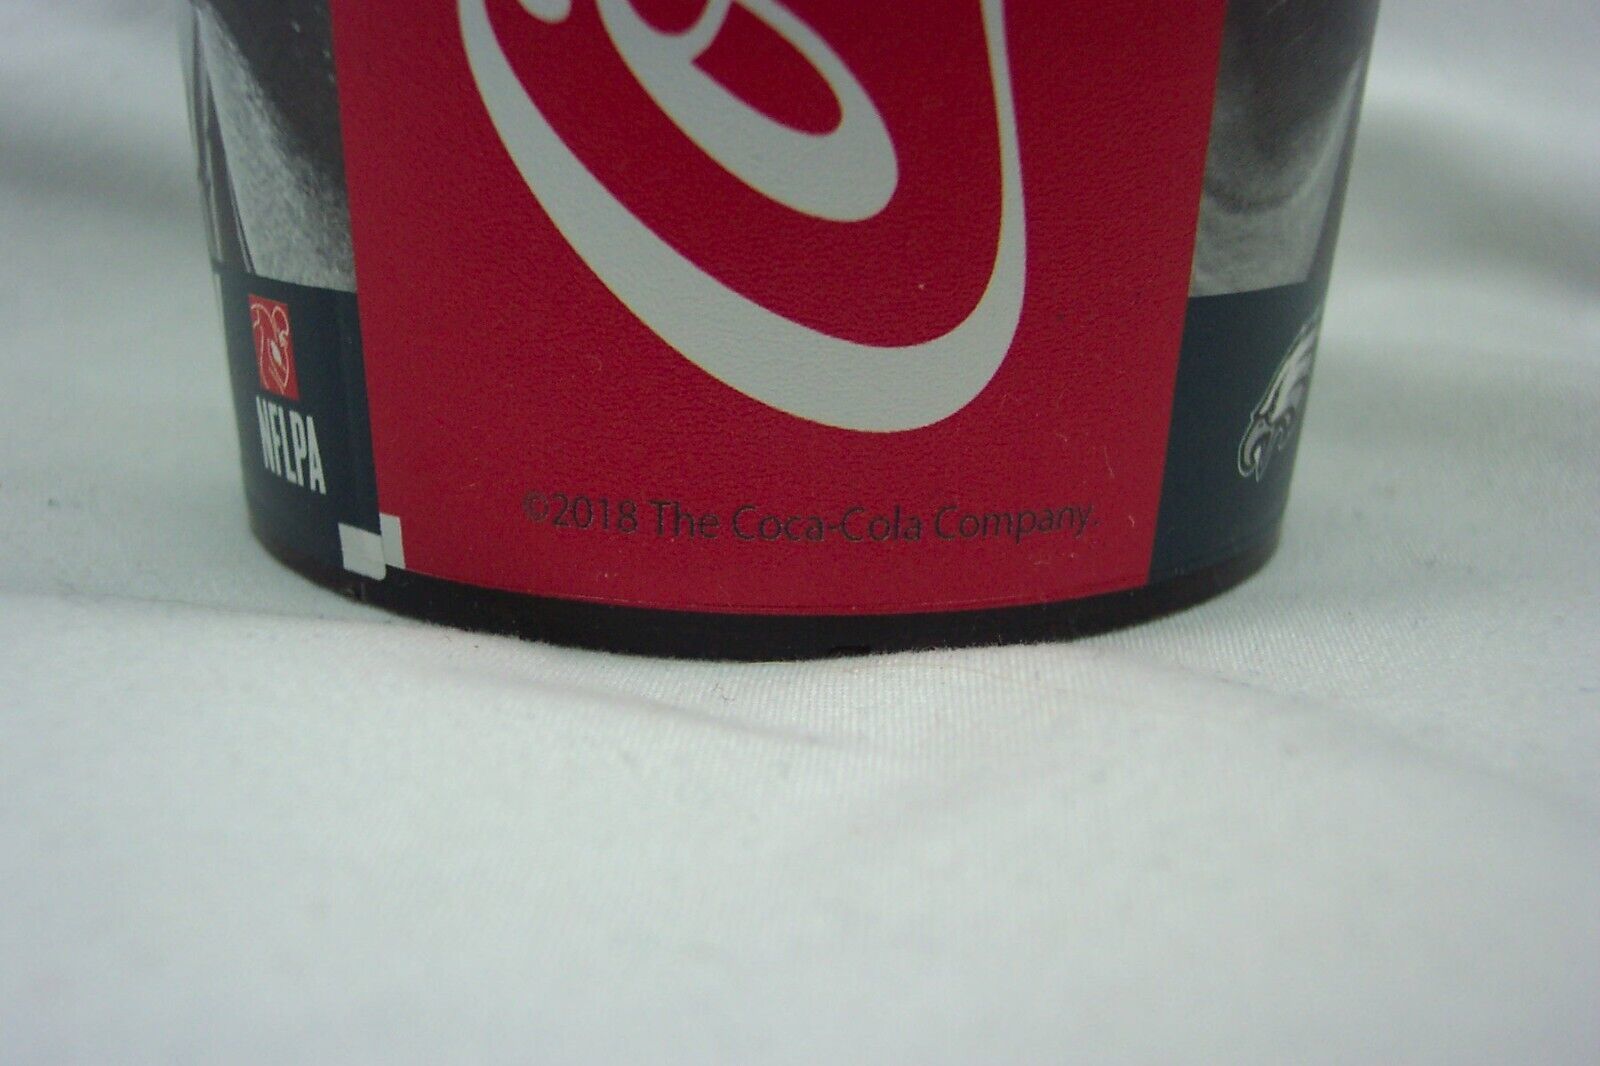 NFLPA
©2018 The Coca-Cola Company.